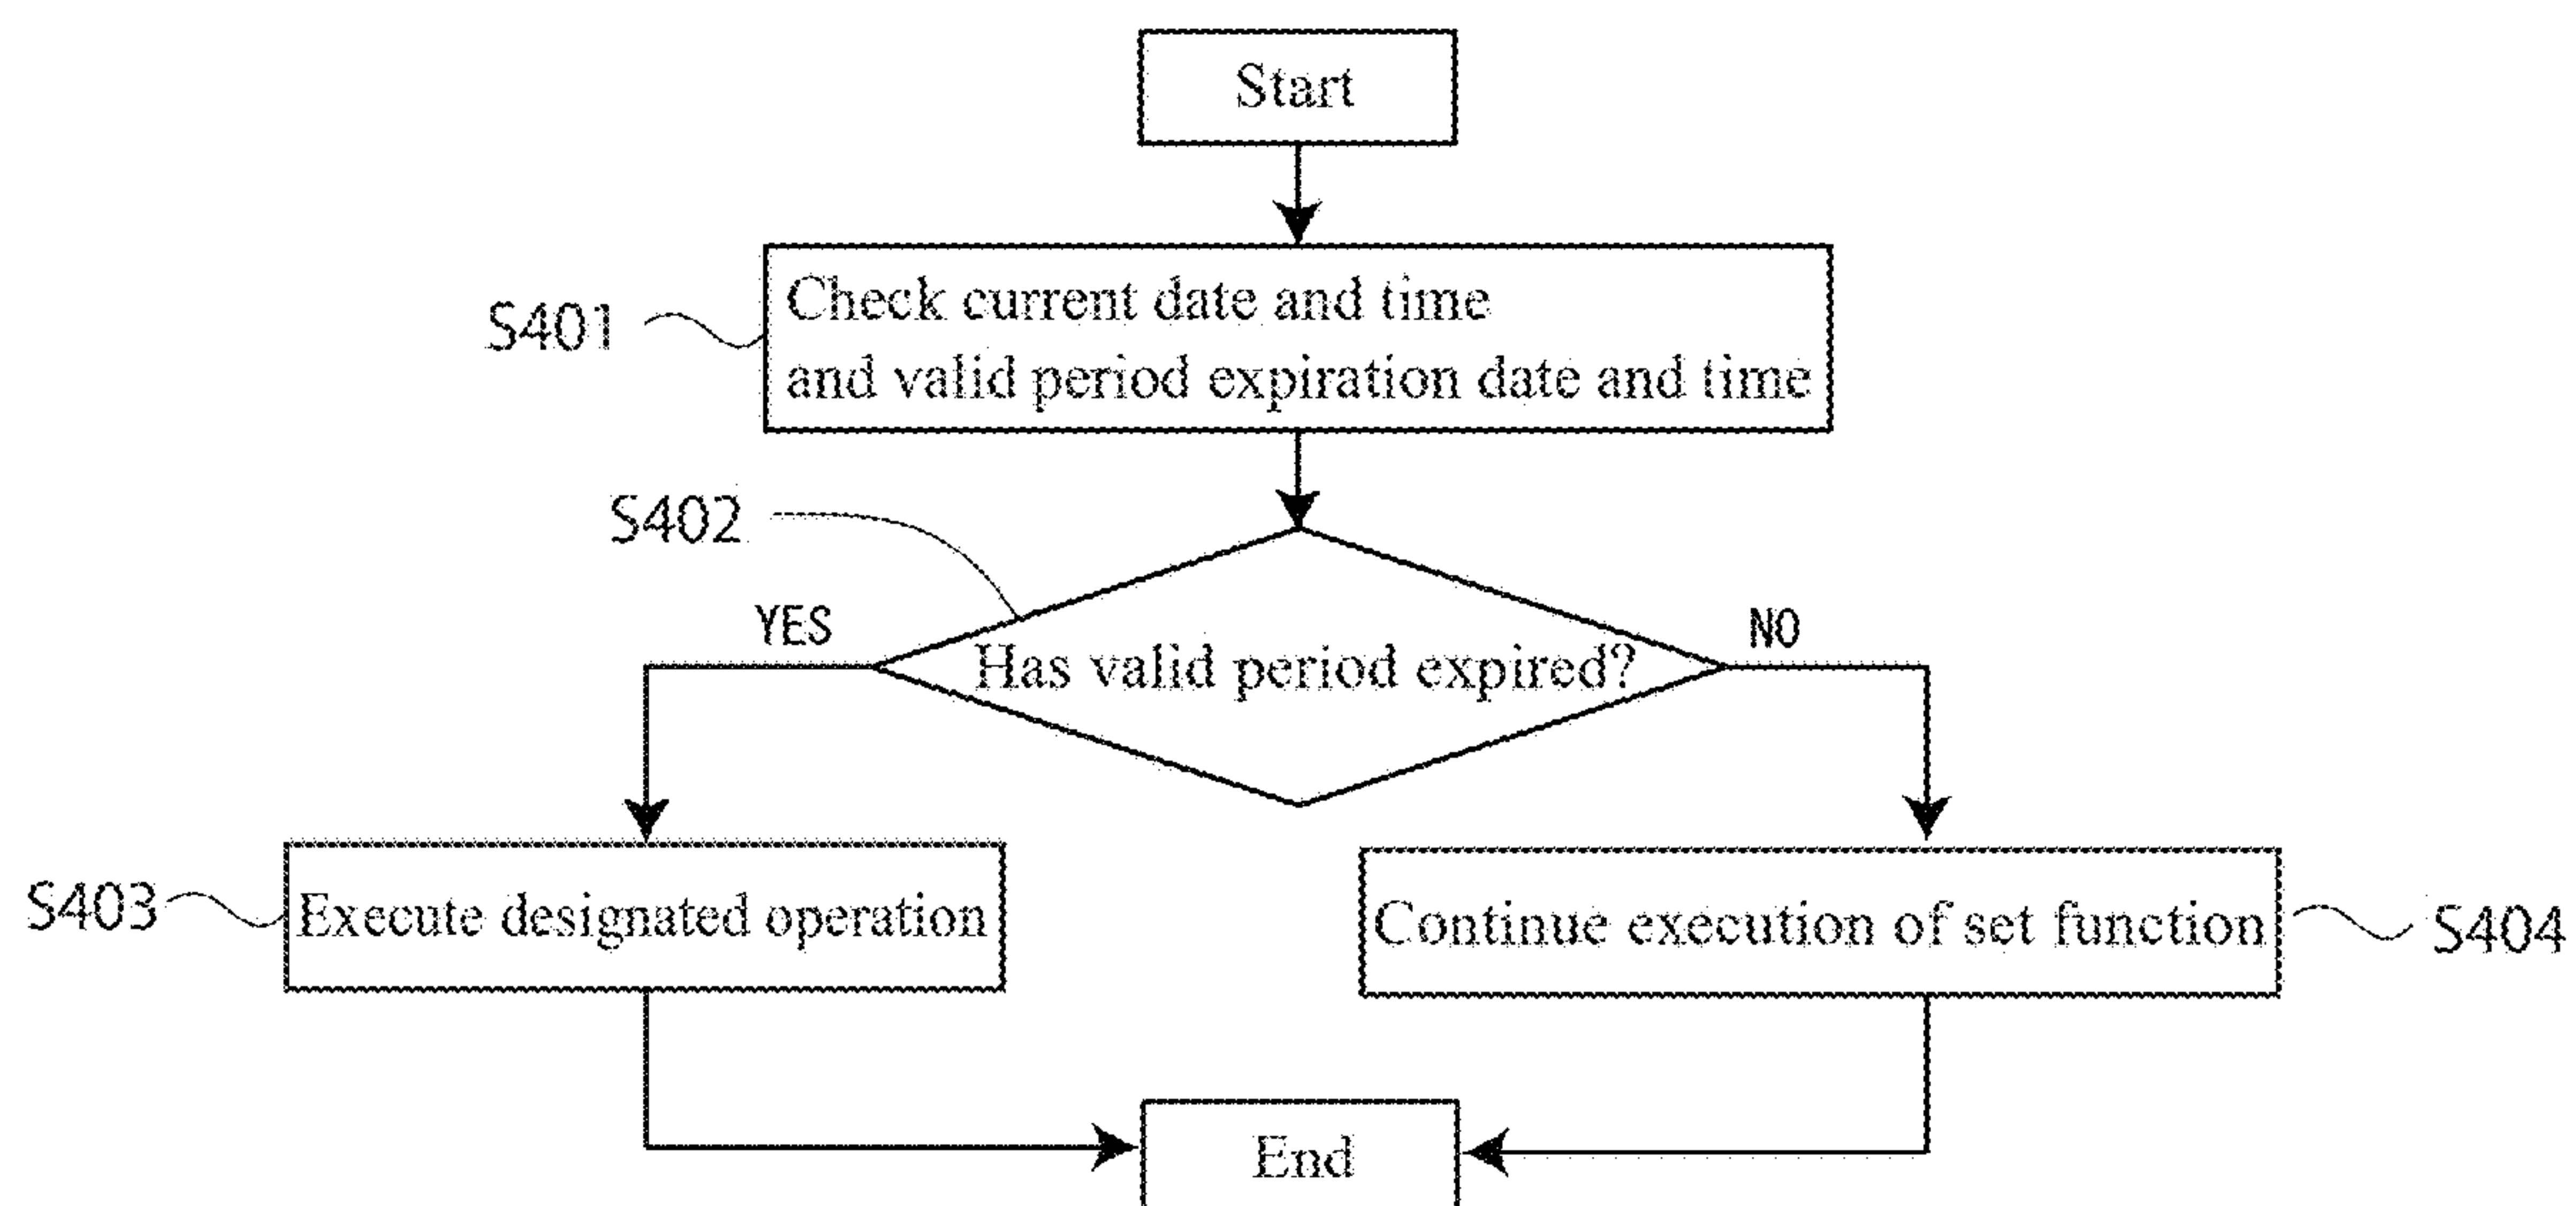 Start
S401
Check current date and time
and valid period expiration date and time
S402
YES
NO
Has valid period expired?
S403
Execute designated operation
Continue execution of set function
S404
End